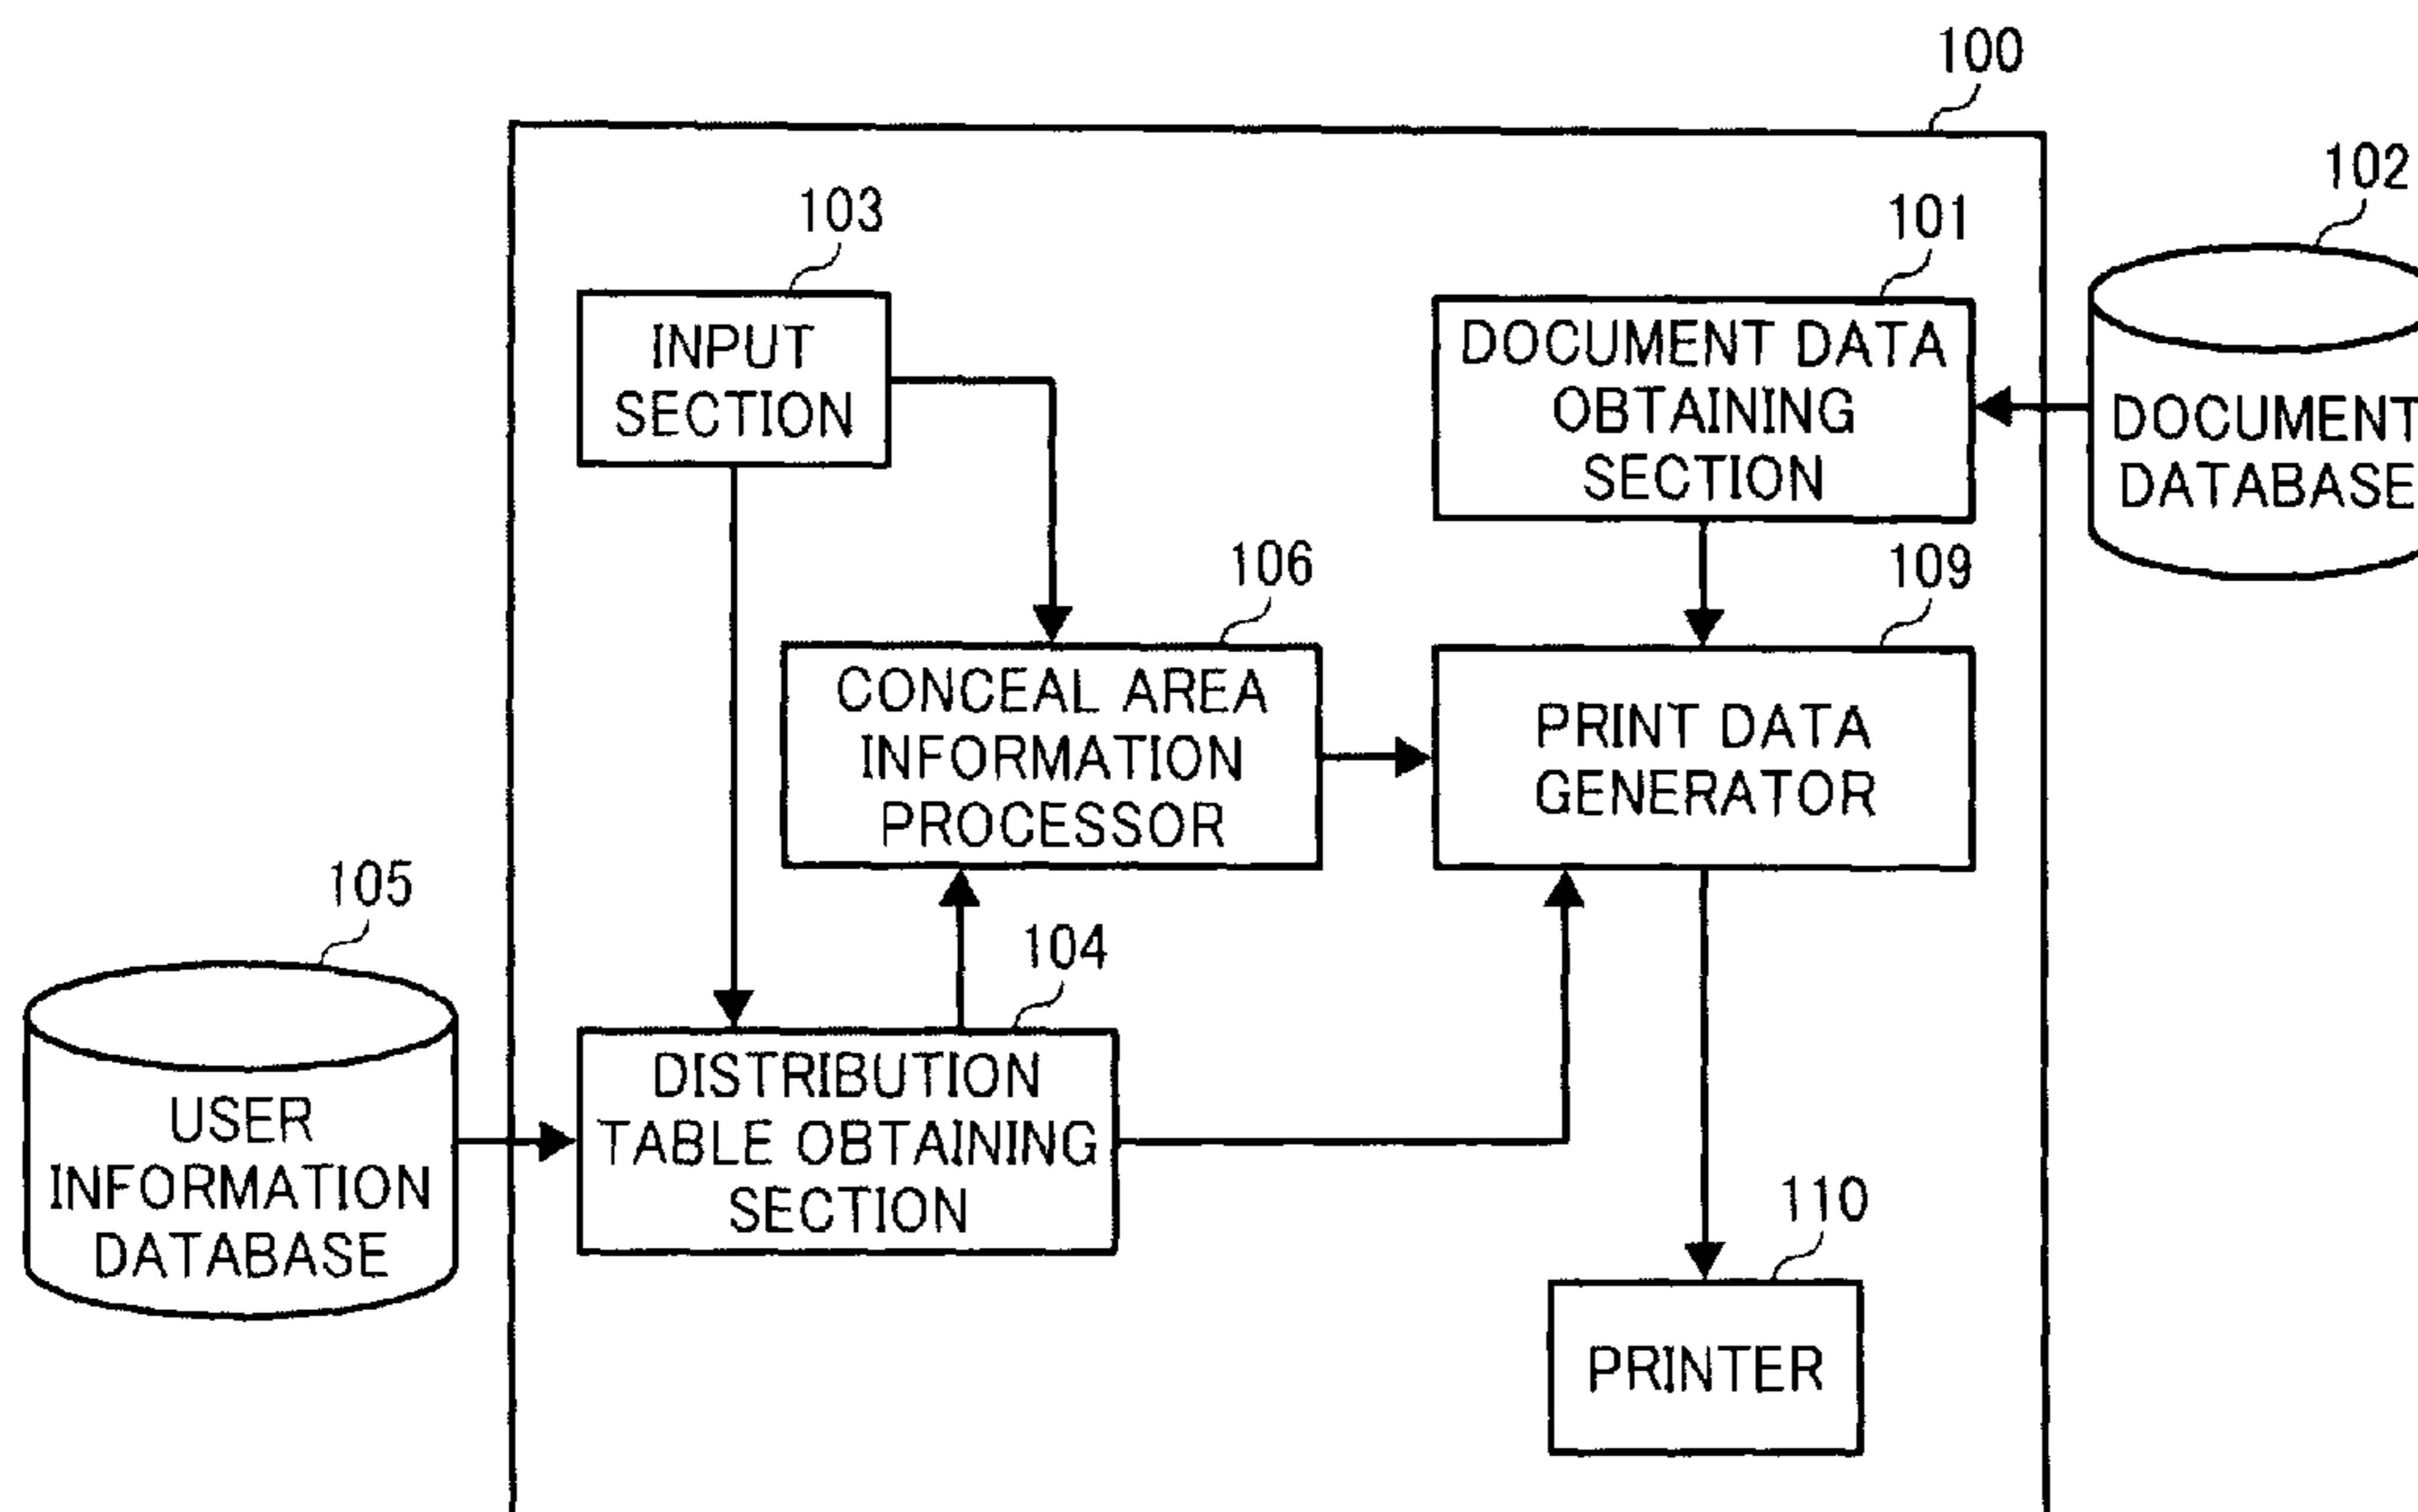 100
102
103
101
INPUT
SECTION
DOCUMENT DATA
OBTAINING
SECTION
DOCUMENT
DATABASE
106
109
CONCEAL AREA
INFORMATION
PROCESSOR
PRINT DATA
GENERATOR
105
104
USER
INFORMATION
DATABASE
DISTRIBUTION
TABLE OBTAINING
SECTION
110
PRINTER